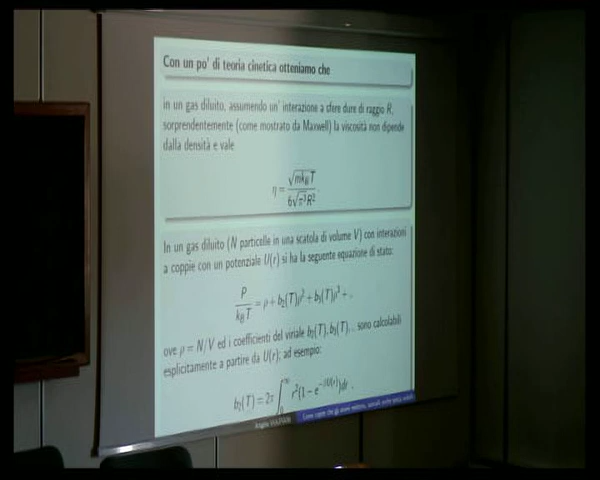 Con un po' di teoria cinetica otteniamo che
in un gas diluito, assumendo un' interazione a sfere dure di raggio R,
sorprendentemente (come mostrato da Maxwell) la viscosità non dipende
dalla densità e vale
η = √mk_BT / 6√π³R²
In un gas diluito (N particelle in una scatola di volume V) con interazioni
a coppie con un potenziale U(r) si ha la seguente equazione di stato:
P / k_BT = ρ + b₂(T)ρ² + b₃(T)ρ³ + .
ove ρ = N/V ed i coefficienti del viriale b₂(T), b₃(T)... sono calcolabili
esplicitamente a partire da U(r); ad esempio:
b₂(T) = 2π ∫₀^∞ r²(1 − e^−βU(r))dr .
Angelo